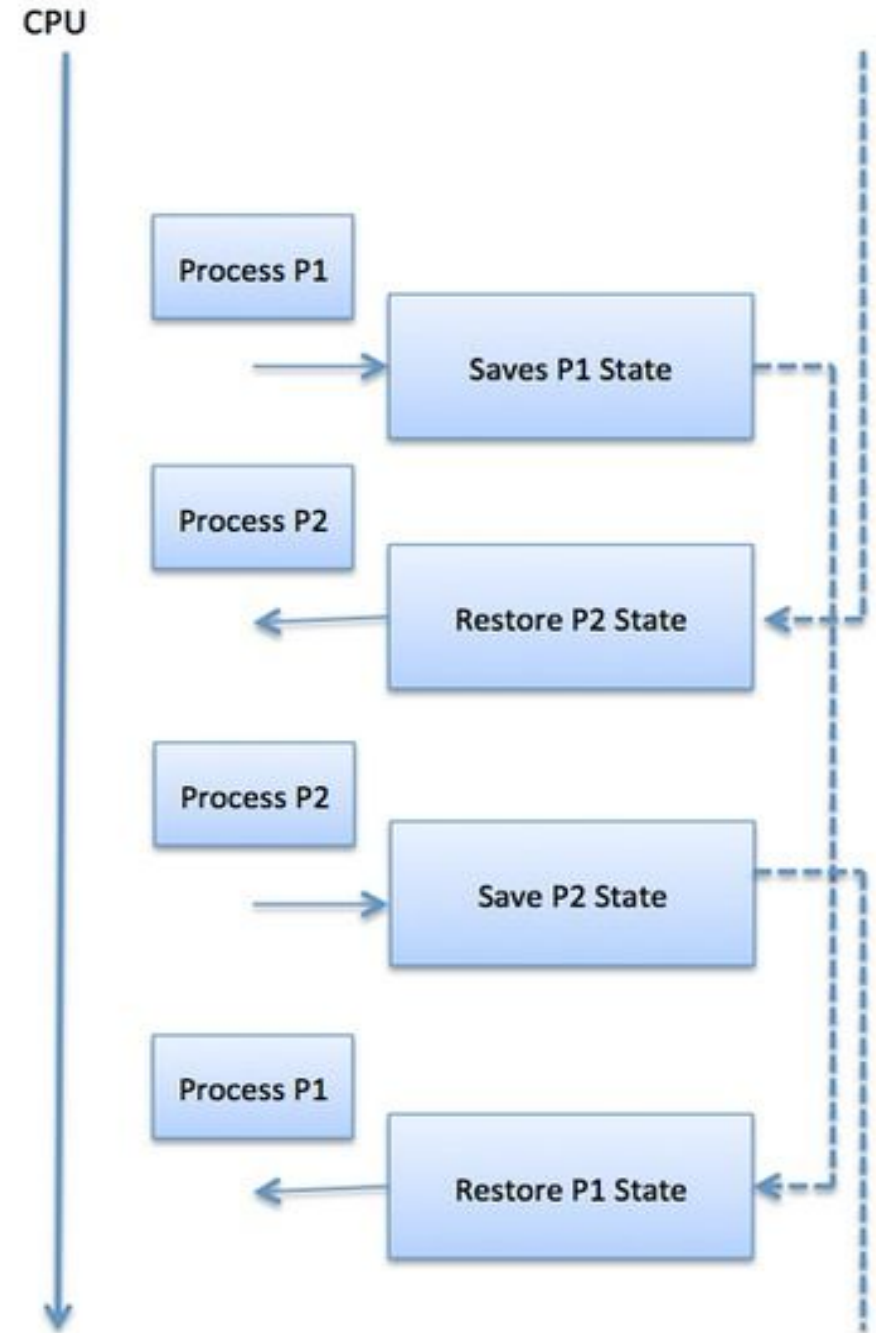 CPU
Process P1
Saves P1 State
Process P2
Restore P2 State
Process P2
Save P2 State
Process P1
Restore P1 State